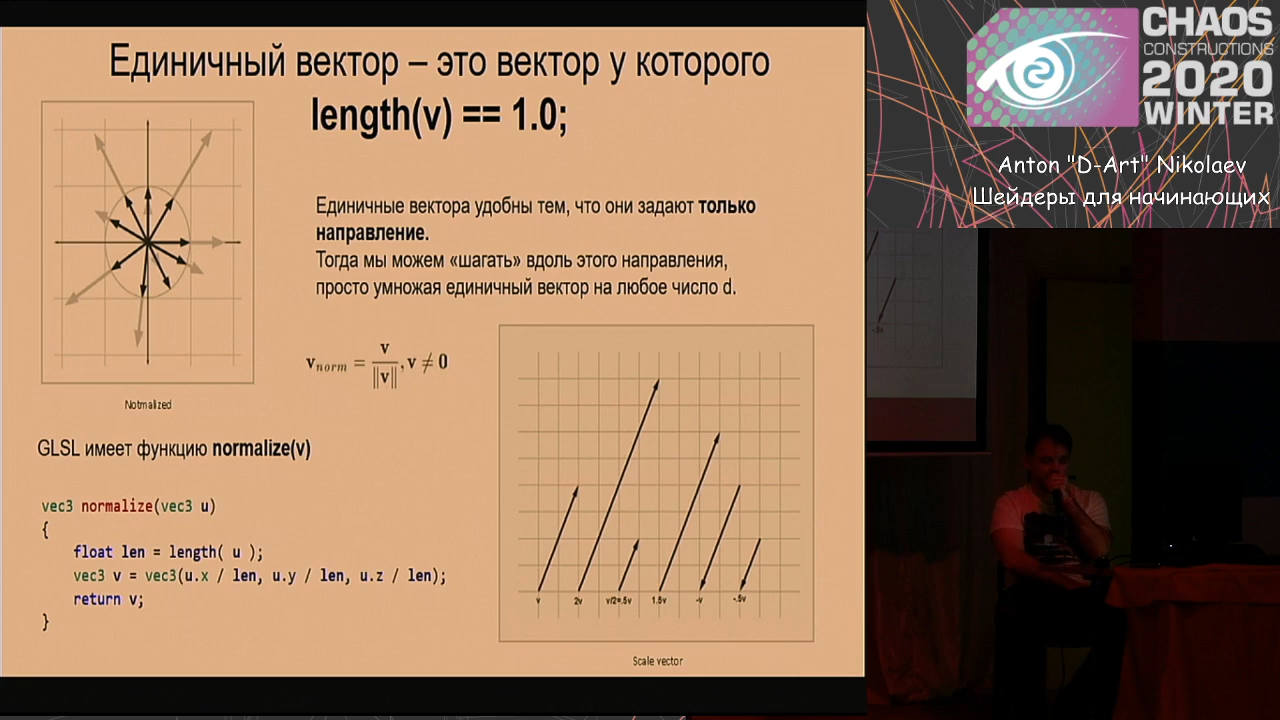 Единичный вектор – это вектор у которого
length(v) == 1.0;
Единичные вектора удобны тем, что они задают только
направление.
Тогда мы можем «шагать» вдоль этого направления,
просто умножая единичный вектор на любое число d.
v_norm = v / ||v||, v ≠ 0
Notmalized
GLSL имеет функцию normalize(v)
vec3 normalize(vec3 u)
{
float len = length( u );
vec3 v = vec3(u.x / len, u.y / len, u.z / len);
return v;
}
v 2v v/2=.5v 1.5v -v -.5v
Scale vector
CHAOS
CONSTRUCTIONS
2020
WINTER
Anton "D-Art" Nikolaev
Шейдеры для начинающих